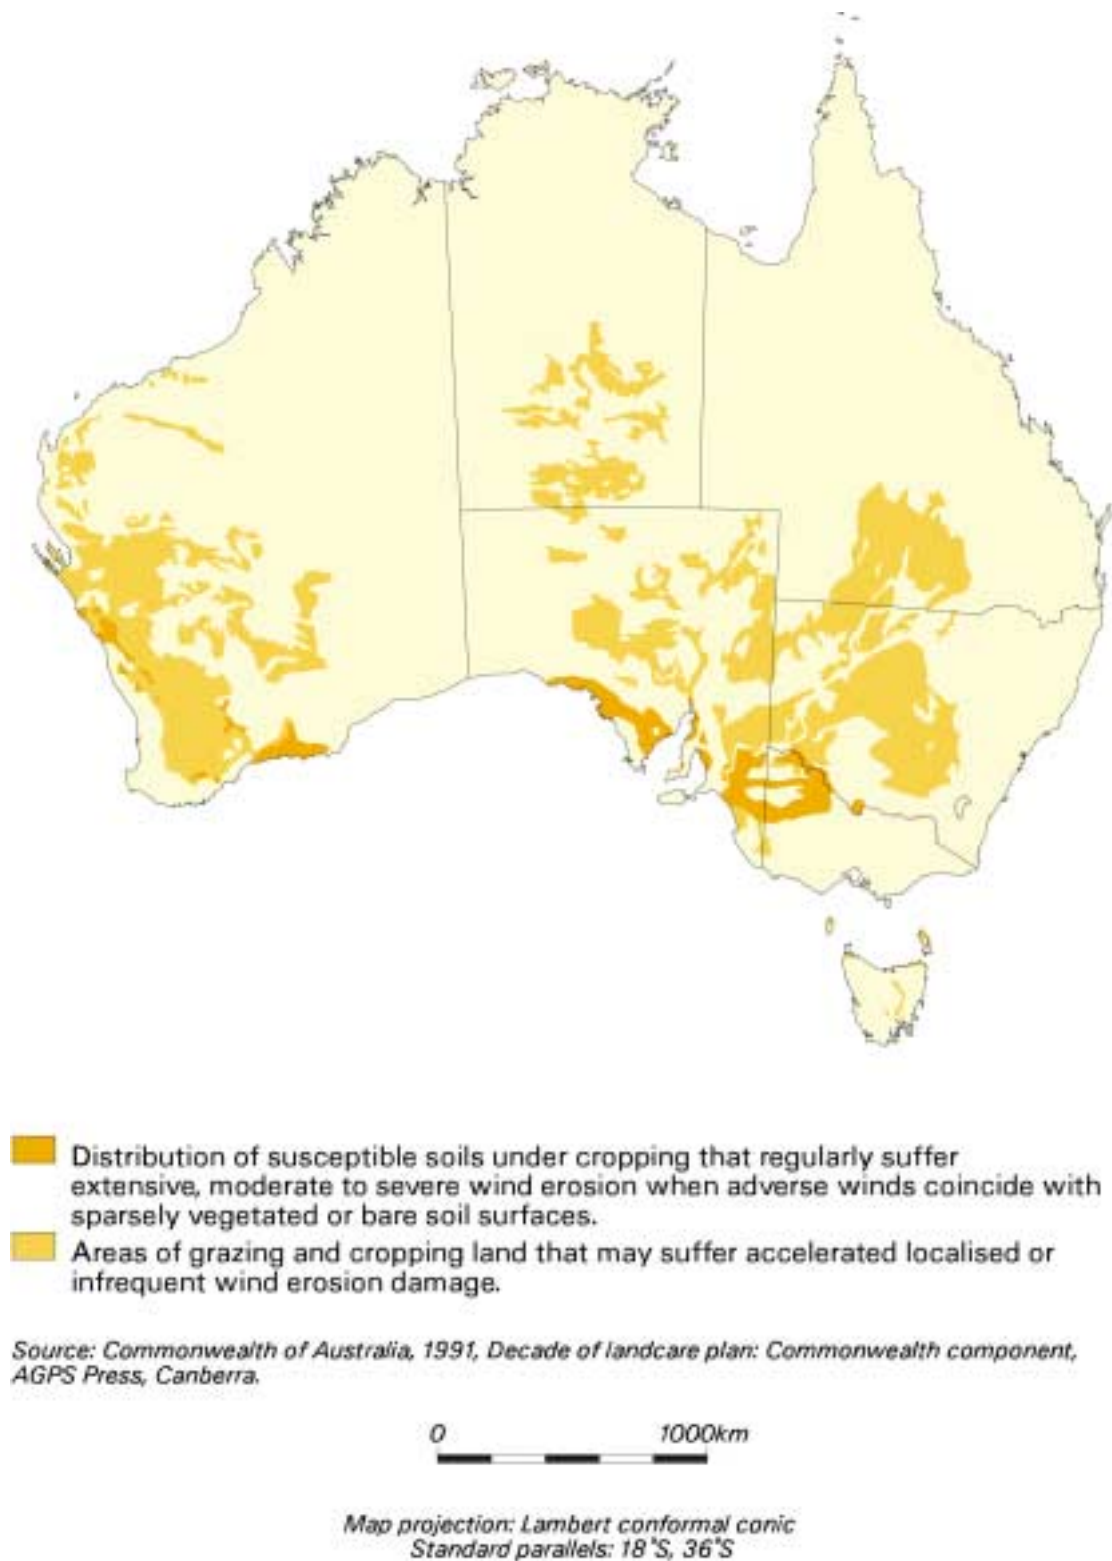 Distribution of susceptible soils under cropping that regularly suffer
extensive, moderate to severe wind erosion when adverse winds coincide with
sparsely vegetated or bare soil surfaces.
Areas of grazing and cropping land that may suffer accelerated localised or
infrequent wind erosion damage.
Source: Commonwealth of Australia, 1991, Decade of landcare plan: Commonwealth component,
AGPS Press, Canberra.
0 1000km
Map projection: Lambert conformal conic
Standard parallels: 18°S, 36°S